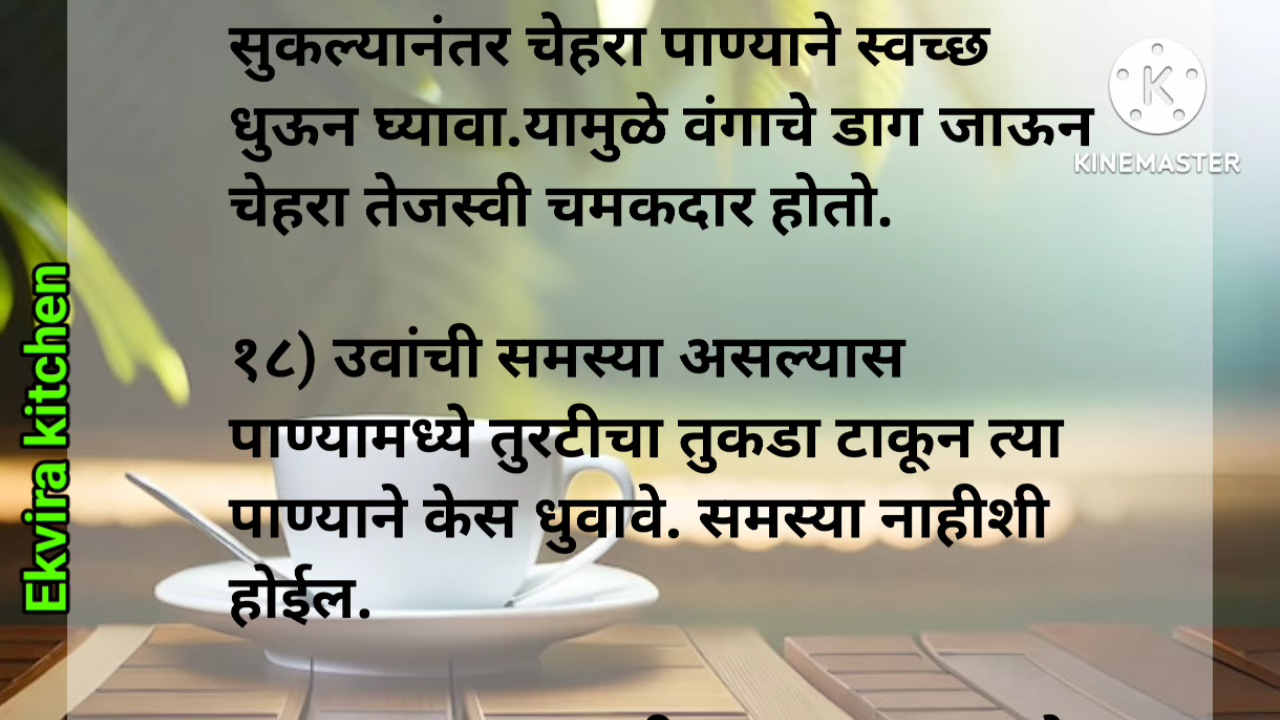 सुकल्यानंतर चेहरा पाण्याने स्वच्छ
धुऊन घ्यावा.यामुळे वंगाचे डाग जाऊन
चेहरा तेजस्वी चमकदार होतो.
१८) उवांची समस्या असल्यास
पाण्यामध्ये तुरटीचा तुकडा टाकून त्या
पाण्याने केस धुवावे. समस्या नाहीशी
होईल.
Ekvira kitchen
K
KINEMASTER